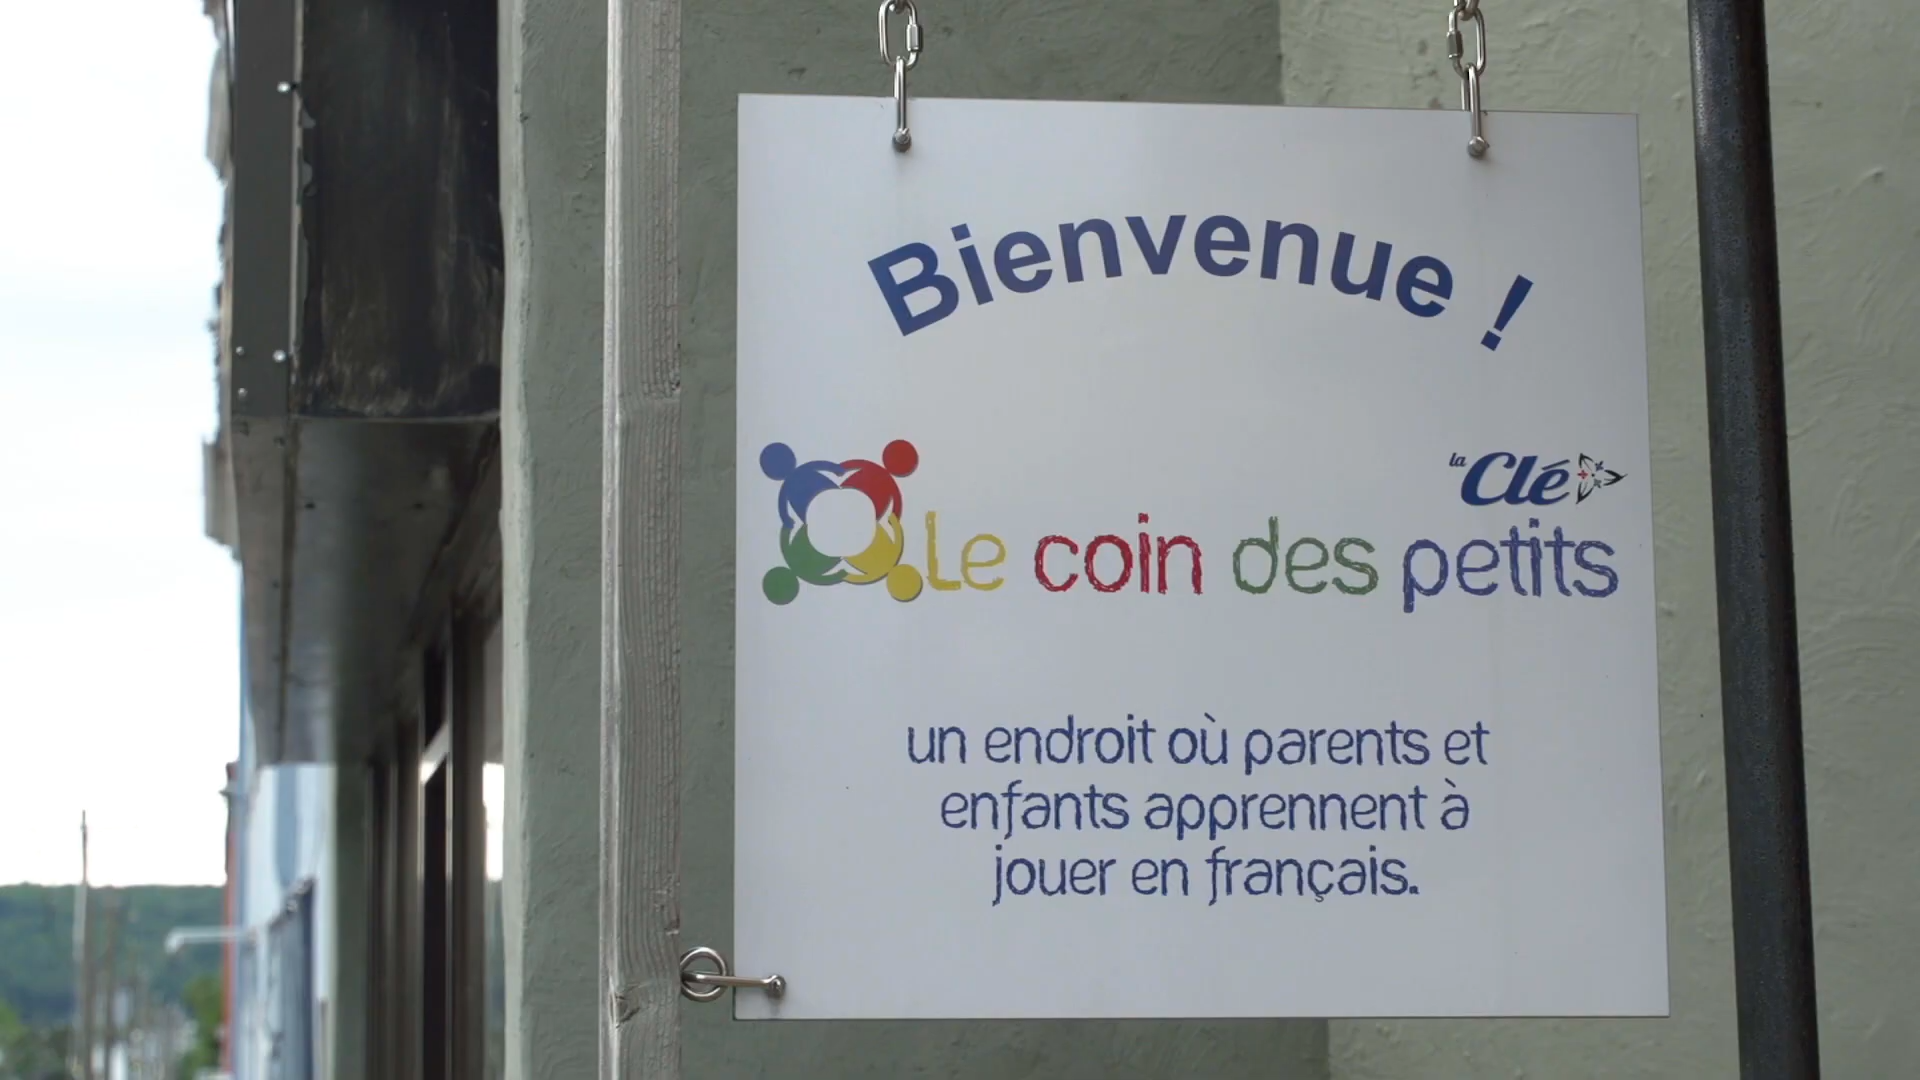 Bienvenue !
la Clé
Le coin des petits
un endroit où parents et
enfants apprennent à
jouer en français.